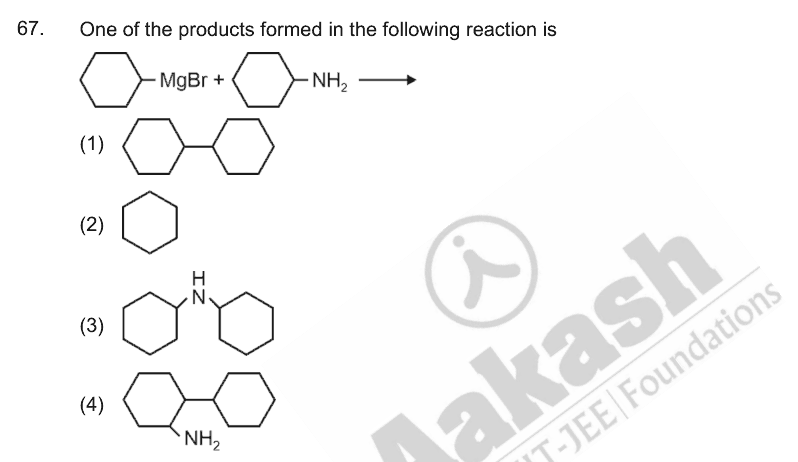 67. One of the products formed in the following reaction is
MgBr + NH₂
(1)
(2)
H
N
(3)
(4)
NH₂
Aakash
IIT-JEE | Foundations